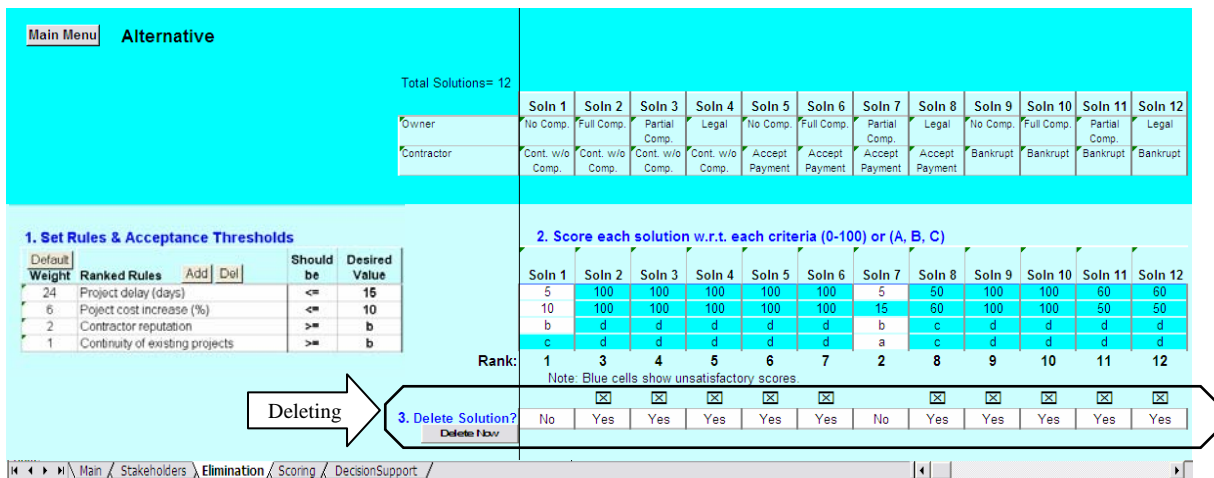 Main Menu Alternative
Total Solutions= 12
Soln 1 Soln 2 Soln 3 Soln 4 Soln 5 Soln 6 Soln 7 Soln 8 Soln 9 Soln 10 Soln 11 Soln 12
Owner No Comp. Full Comp. Partial Comp. Legal No Comp. Full Comp. Partial Comp. Legal No Comp. Full Comp. Partial Comp. Legal
Contractor Cont. w/o Comp. Cont. w/o Comp. Cont. w/o Comp. Cont. w/o Comp. Accept Payment Accept Payment Accept Payment Accept Payment Bankrupt Bankrupt Bankrupt Bankrupt
1. Set Rules & Acceptance Thresholds 2. Score each solution w.r.t. each criteria (0-100) or (A, B, C)
Default Should Desired
Weight Ranked Rules Add Del be Value Soln 1 Soln 2 Soln 3 Soln 4 Soln 5 Soln 6 Soln 7 Soln 8 Soln 9 Soln 10 Soln 11 Soln 12
24 Project delay (days) <= 15 5 100 100 100 100 100 5 50 100 100 60 60
6 Poject cost increase (%) <= 10 10 100 100 100 100 100 15 60 100 100 50 50
2 Contractor reputation >= b b d d d d d b c d d d d
1 Continuity of existing projects >= b c d d d d d a c d d d d
Rank: 1 3 4 5 6 7 2 8 9 10 11 12
Note: Blue cells show unsatisfactory scores.
Deleting
3. Delete Solution? No Yes Yes Yes Yes Yes No Yes Yes Yes Yes Yes
Delete Now
Main Stakeholders Elimination Scoring DecisionSupport